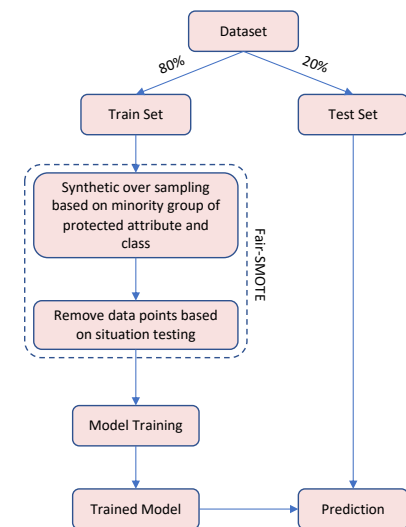 Dataset
80%
20%
Train Set
Test Set
Synthetic over sampling
based on minority group of
protected attribute and
class
Fair-SMOTE
Remove data points based
on situation testing
Model Training
Trained Model
Prediction